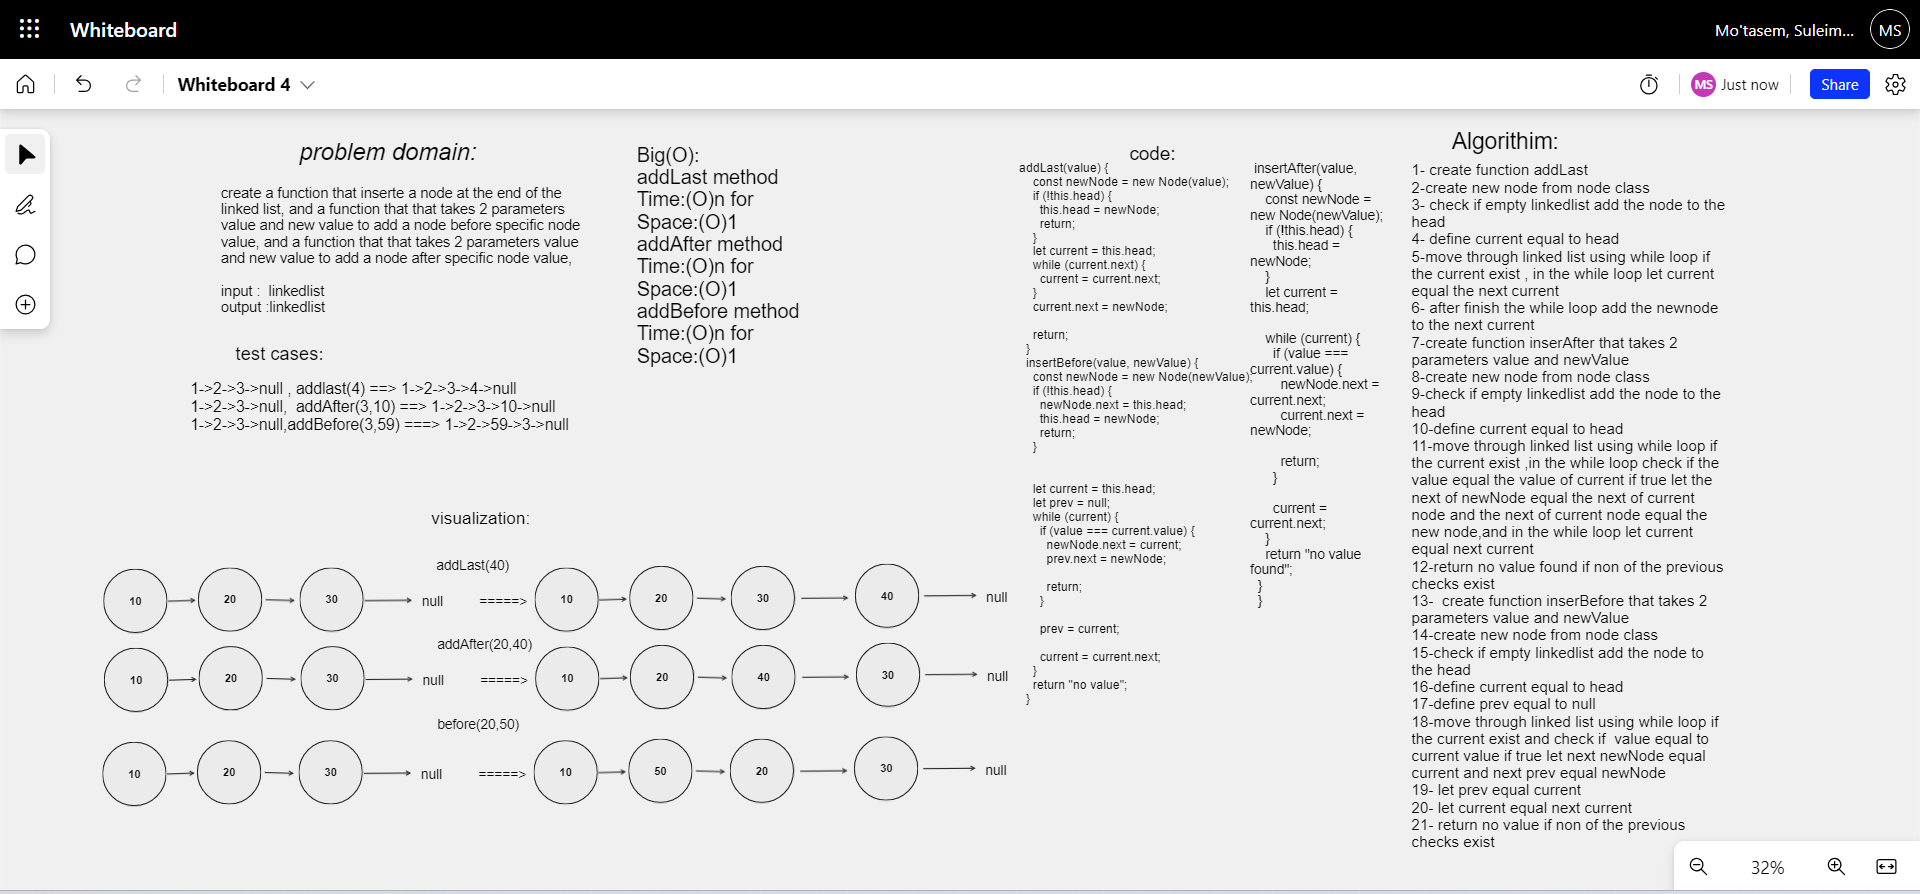 Whiteboard
Mo'tasem, Suleim...
MS
Whiteboard 4
MS
Just now
Share
problem domain:
create a function that inserte a node at the end of the
linked list, and a function that that takes 2 parameters
value and new value to add a node before specific node
value, and a function that that takes 2 parameters value
and new value to add a node after specific node value,
input :  linkedlist
output :linkedlist
test cases:
1->2->3->null , addlast(4) ==> 1->2->3->4->null
1->2->3->null,  addAfter(3,10) ==> 1->2->3->10->null
1->2->3->null,addBefore(3,59) ===> 1->2->59->3->null
Big(O):
addLast method
Time:(O)n for
Space:(O)1
addAfter method
Time:(O)n for
Space:(O)1
addBefore method
Time:(O)n for
Space:(O)1
visualization:
addLast(40)
10 20 30 null =====> 10 20 30 40 null
addAfter(20,40)
10 20 30 null =====> 10 20 40 30 null
before(20,50)
10 20 30 null =====> 10 50 20 30 null
code:
addLast(value) {
const newNode = new Node(value);
if (!this.head) {
this.head = newNode;
return;
}
let current = this.head;
while (current.next) {
current = current.next;
}
current.next = newNode;
return;
}
insertBefore(value, newValue) {
const newNode = new Node(newValue);
if (!this.head) {
newNode.next = this.head;
this.head = newNode;
return;
}
let current = this.head;
let prev = null;
while (current) {
if (value === current.value) {
newNode.next = current;
prev.next = newNode;
return;
}
prev = current;
current = current.next;
}
return "no value";
}
insertAfter(value,
newValue) {
const newNode =
new Node(newValue);
if (!this.head) {
this.head =
newNode;
}
let current =
this.head;
while (current) {
if (value ===
current.value) {
newNode.next =
current.next;
current.next =
newNode;
return;
}
current =
current.next;
}
return "no value
found";
}
}
Algorithim:
1- create function addLast
2-create new node from node class
3- check if empty linkedlist add the node to the
head
4- define current equal to head
5-move through linked list using while loop if
the current exist , in the while loop let current
equal the next current
6- after finish the while loop add the newnode
to the next current
7-create function inserAfter that takes 2
parameters value and newValue
8-create new node from node class
9-check if empty linkedlist add the node to the
head
10-define current equal to head
11-move through linked list using while loop if
the current exist ,in the while loop check if the
value equal the value of current if true let the
next of newNode equal the next of current
node and the next of current node equal the
new node,and in the while loop let current
equal next current
12-return no value found if non of the previous
checks exist
13-  create function inserBefore that takes 2
parameters value and newValue
14-create new node from node class
15-check if empty linkedlist add the node to
the head
16-define current equal to head
17-define prev equal to null
18-move through linked list using while loop if
the current exist and check if  value equal to
current value if true let next newNode equal
current and next prev equal newNode
19- let prev equal current
20- let current equal next current
21- return no value if non of the previous
checks exist
32%